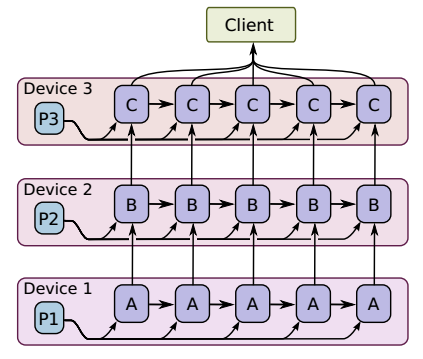 Client
Device 3
P3 C C C C C
Device 2
P2 B B B B B
Device 1
P1 A A A A A